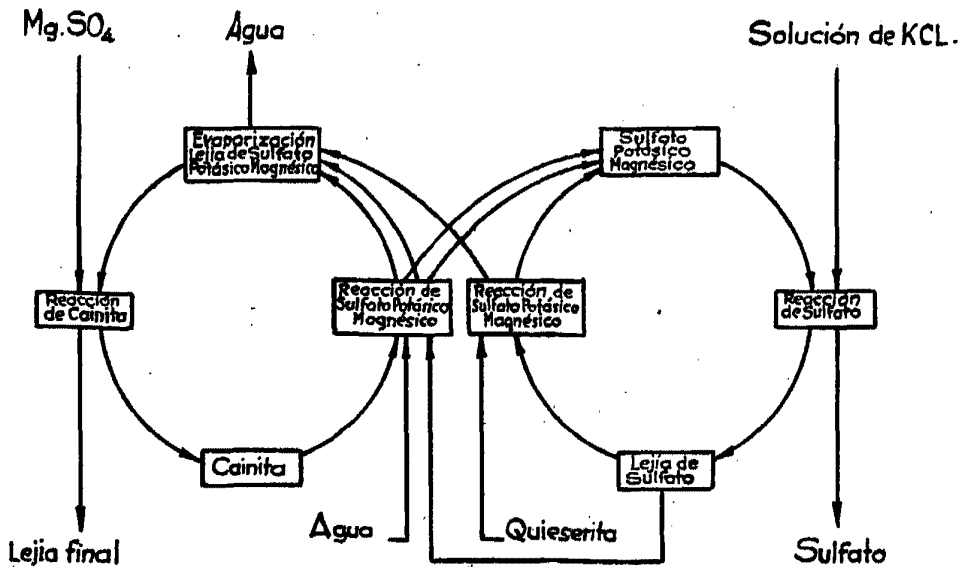 Mg.SO4
Água
Solución de KCL.
Evaporización
Lejía de Sulfato
Potásico Magnésico
Sulfato
Potásico
Magnésico
Reacción
de Cainita
Reacción de
Sulfato Potásico
Magnésico
Reacción de
Sulfato Potásico
Magnésico
Reacción
de Sulfato
Cainita
Lejía de
Sulfato
Água
Quieserita
Lejia final
Sulfato